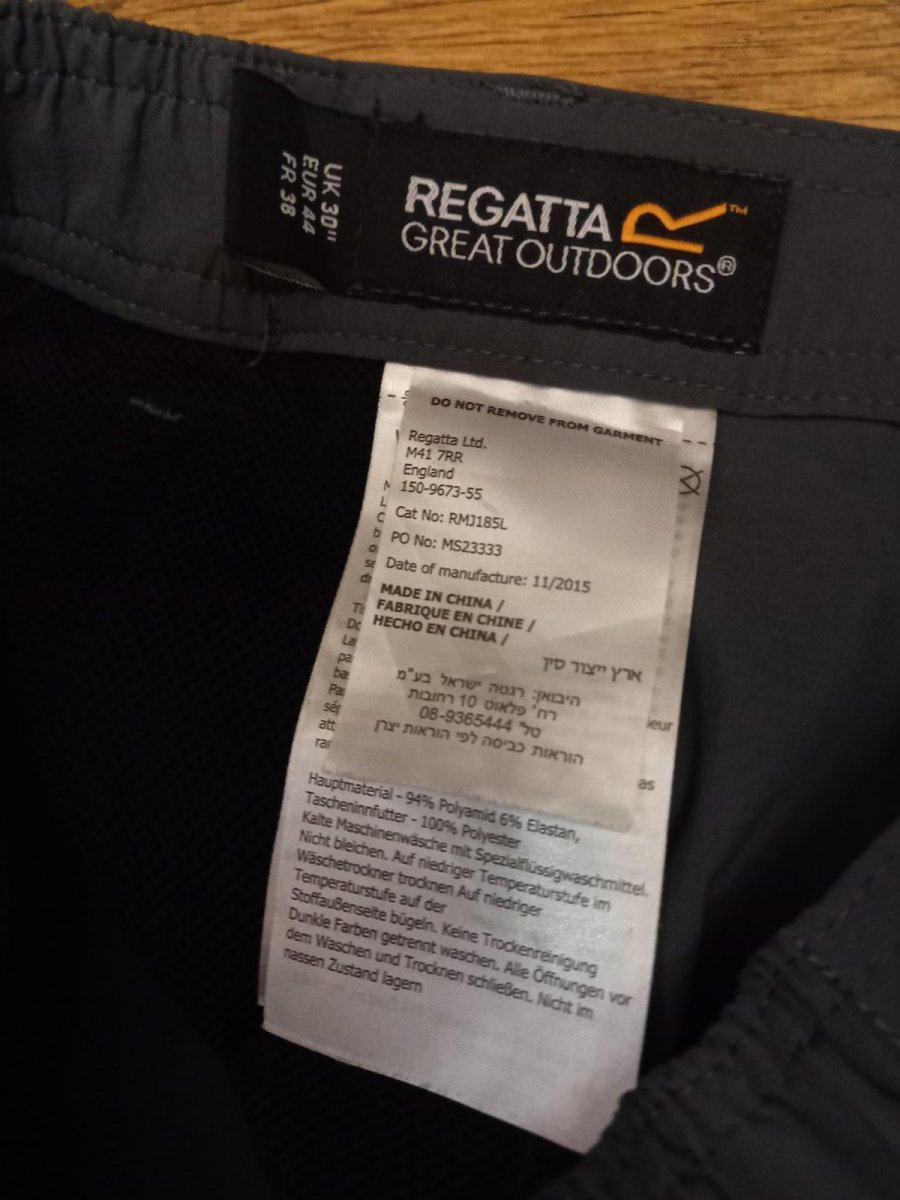 UK 30"
EUR 44
FR 38
REGATTA R™
GREAT OUTDOORS®
DO NOT REMOVE FROM GARMENT
Regatta Ltd.
M41 7RR
England
150-9673-55
Cat No: RMJ185L
PO No: MS23333
Date of manufacture: 11/2015
MADE IN CHINA /
FABRIQUE EN CHINE /
HECHO EN CHINA /
ארץ ייצור סין
היבואן: רגטה ישראל בע"מ
רח' פלאוט 10 רחובות
טל" 08-9365444
הוראות כביסה לפי הוראות יצרן
Hauptmaterial - 94% Polyamid 6% Elastan,
Tascheninnfutter - 100% Polyester
Kalte Maschinenwäsche mit Spezialflüssigwaschmittel.
Nicht bleichen. Auf niedriger Temperaturstufe im
Wäschetrockner trocknen Auf niedriger
Temperaturstufe auf der
Stoffaußenseite bügeln. Keine Trockenreinigung
Dunkle Farben getrennt waschen. Alle Öffnungen vor
dem Waschen und Trocknen schließen. Nicht im
nassen Zustand lagern